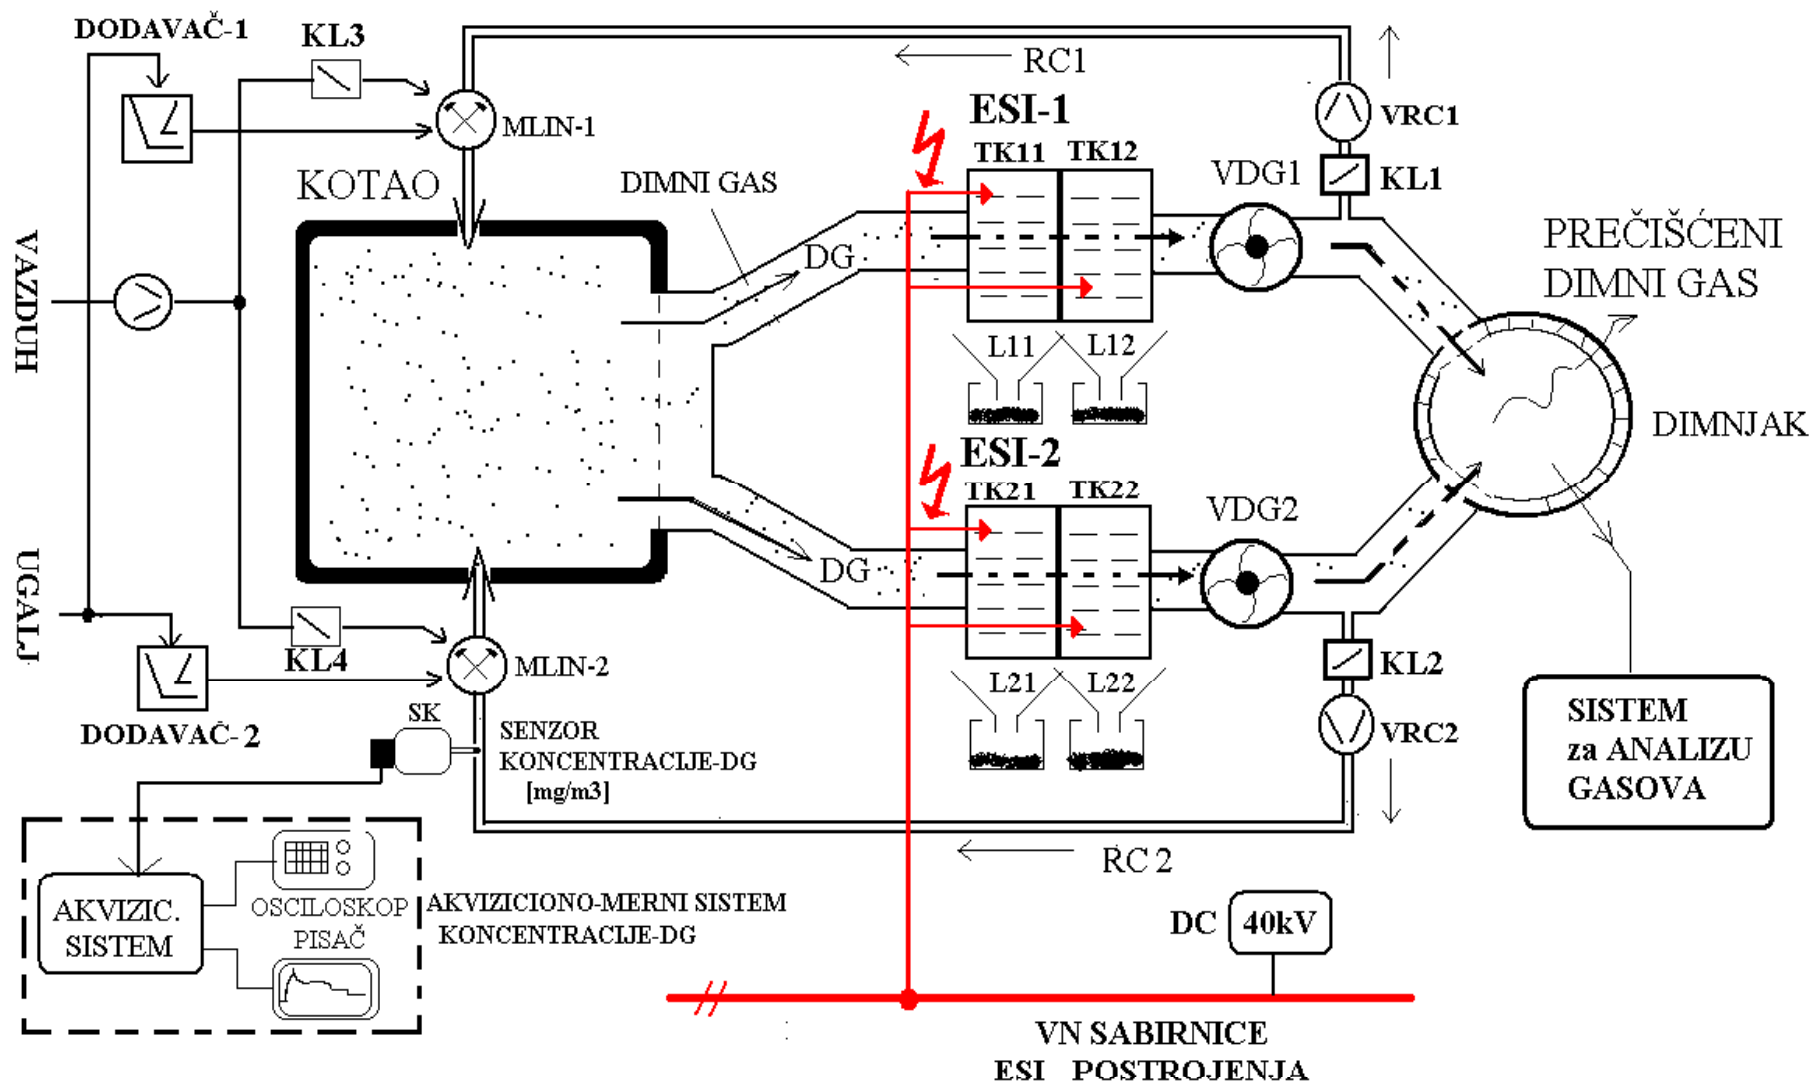 DODAVAČ-1
KL3
RC1
MLIN-1
ESI-1
TK11
TK12
VRC1
KL1
VDG1
KOTAO
DIMNI GAS
DG
PREČIŠĆENI
DIMNI GAS
VAZDUH
L11
L12
DIMNJAK
ESI-2
TK21
TK22
VDG2
DG
UGALJ
KL4
MLIN-2
DODAVAČ-2
SK
SENZOR
KONCENTRACIJE-DG
[mg/m3]
L21
L22
KL2
VRC2
SISTEM
za ANALIZU
GASOVA
RC 2
AKVIZIC.
SISTEM
OSCILOSKOP
PISAČ
AKVIZICIONO-MERNI SISTEM
KONCENTRACIJE-DG
DC
40kV
VN SABIRNICE
ESI POSTROJENJA